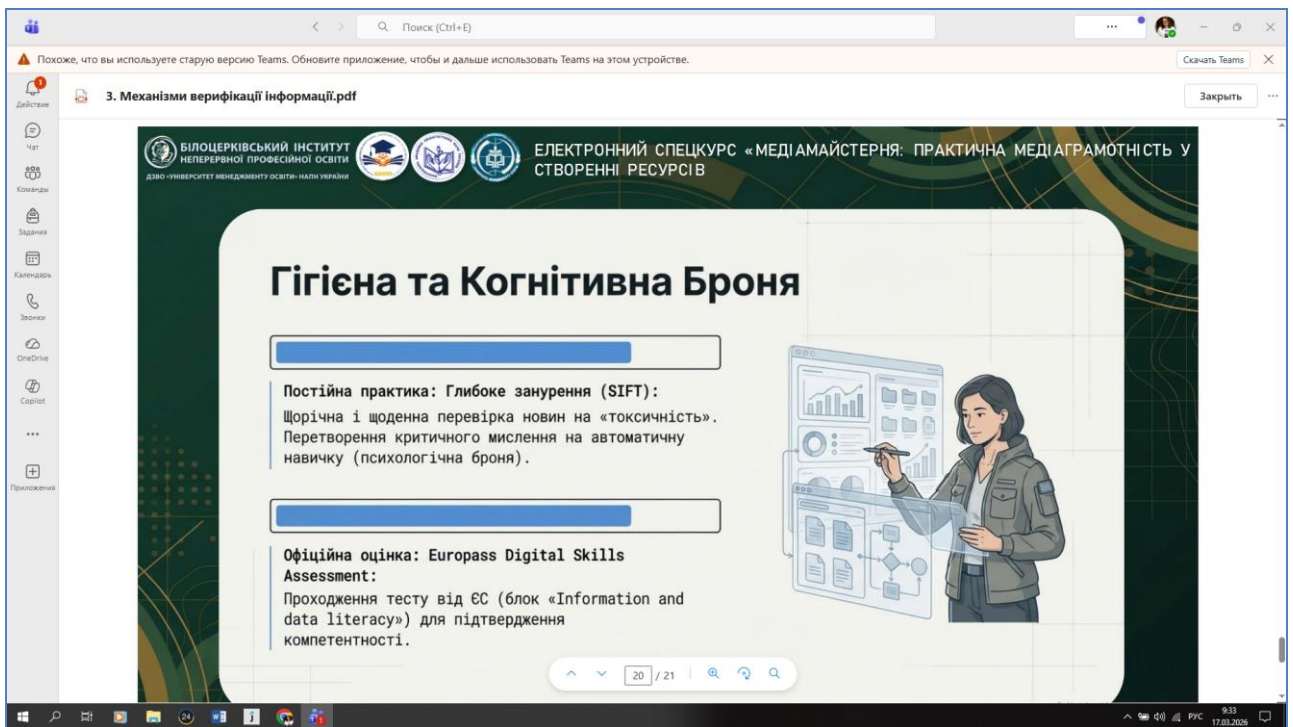 Поиск (Ctrl+E)
Похоже, что вы используете старую версию Teams. Обновите приложение, чтобы и дальше использовать Teams на этом устройстве.
Скачать Teams
1
Действие
Чат
Команды
Задания
Календарь
Звонки
OneDrive
Copilot
Приложения
3. Механізми верифікації інформації.pdf
Закрыть
БІЛОЦЕРКІВСЬКИЙ ІНСТИТУТ
НЕПЕРЕРВНОЇ ПРОФЕСІЙНОЇ ОСВІТИ
ДЗВО «УНІВЕРСИТЕТ МЕНЕДЖМЕНТУ ОСВІТИ» НАПН УКРАЇНИ
ЕЛЕКТРОННИЙ СПЕЦКУРС «МЕДІАМАЙСТЕРНЯ: ПРАКТИЧНА МЕДІАГРАМОТНІСТЬ У
СТВОРЕННІ РЕСУРСІВ
Гігієна та Когнітивна Броня
Постійна практика: Глибоке занурення (SIFT):
Щорічна і щоденна перевірка новин на «токсичність».
Перетворення критичного мислення на автоматичну
навичку (психологічна броня).
Офіційна оцінка: Europass Digital Skills
Assessment:
Проходження тесту від ЄС (блок «Information and
data literacy») для підтвердження
компетентності.
20 / 21
24
РУС
9:33
17.03.2026